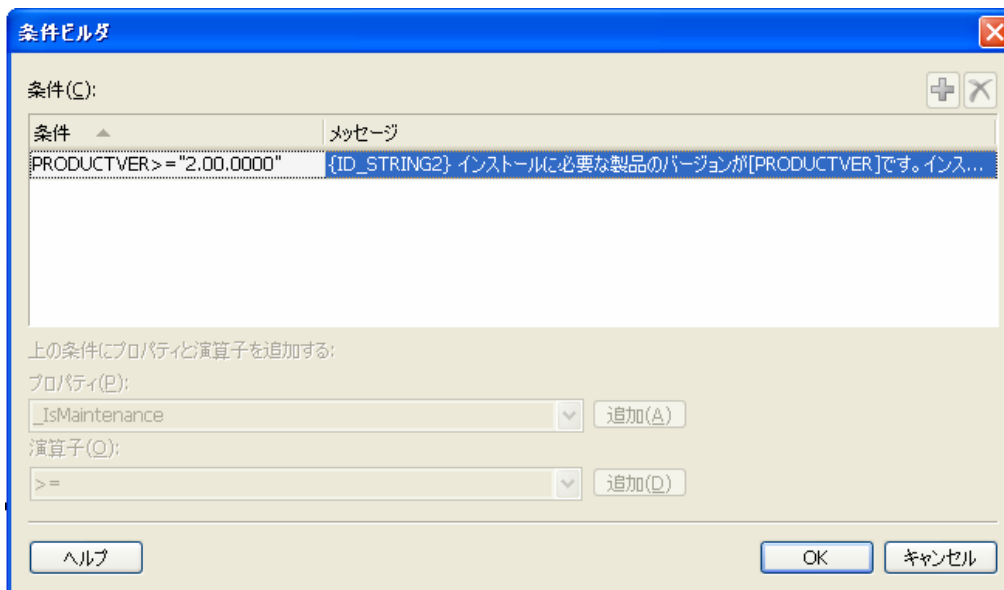 条件ビルダ
条件(C):
条件 メッセージ
PRODUCTVER>="2.00.0000" {ID_STRING2} インストールに必要な製品のバージョンが[PRODUCTVER]です。インス...
上の条件にプロパティと演算子を追加する:
プロパティ(P):
_IsMaintenance 追加(A)
演算子(O):
>= 追加(D)
ヘルプ OK キャンセル